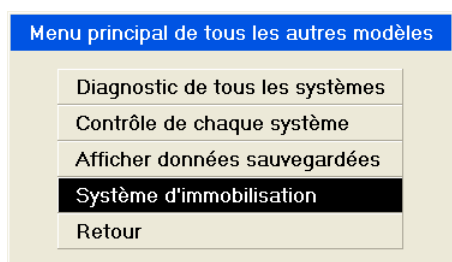 Menu principal de tous les autres modèles
Diagnostic de tous les systèmes
Contrôle de chaque système
Afficher données sauvegardées
Système d'immobilisation
Retour